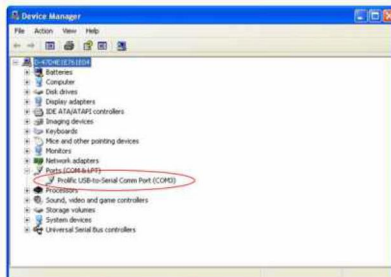 Device Manager
File Action View Help
Batteries
Computer
Disk drives
Display adapters
IDE ATA/ATAPI controllers
Imaging devices
Keyboards
Mice and other pointing devices
Monitors
Network adapters
Ports (COM & LPT)
Prolific USB-to-Serial Comm Port (COM3)
Processors
Sound, video and game controllers
Storage volumes
System devices
Universal Serial Bus controllers